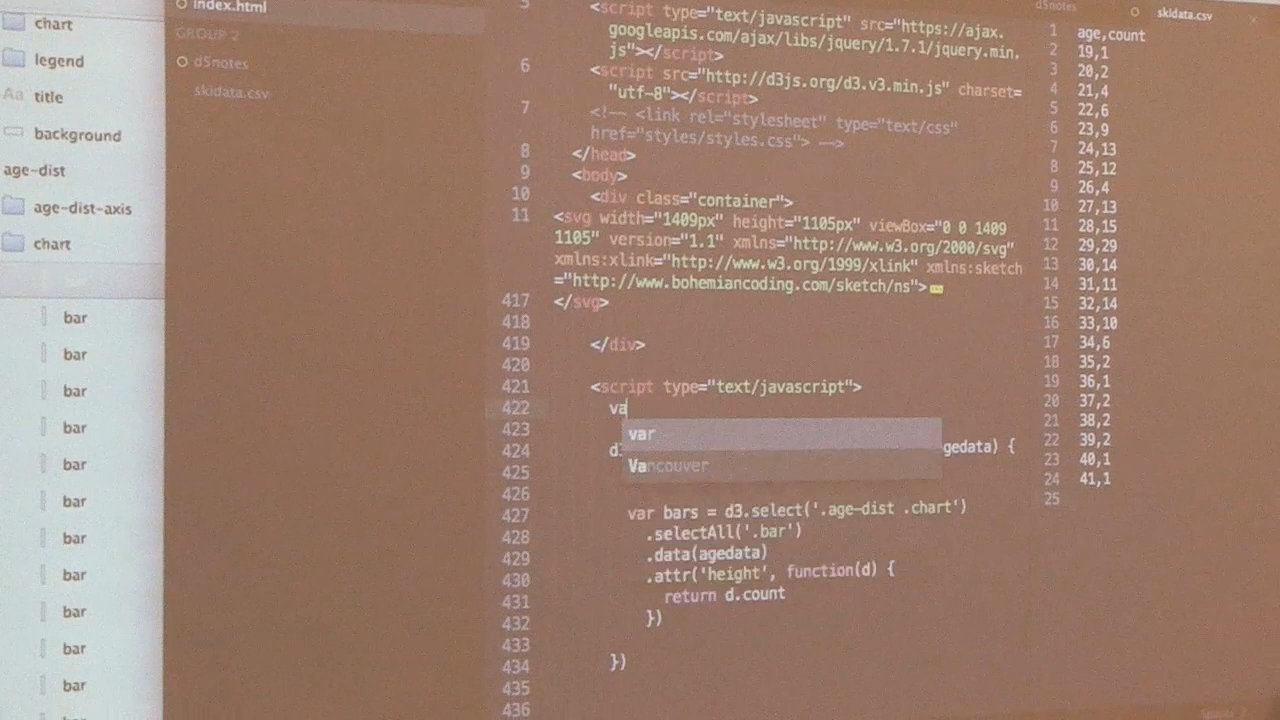 chart
legend
Aa title
background
age-dist
age-dist-axis
chart
bar
bar
bar
bar
bar
bar
bar
bar
bar
bar
bar
index.html
GROUP 2
d5notes
skidata.csv
5 <script type="text/javascript" src="https://ajax.
googleapis.com/ajax/libs/jquery/1.7.1/jquery.min.
js"></script>
6 <script src="http://d3js.org/d3.v3.min.js" charset=
"utf-8"></script>
7 <!-- <link rel="stylesheet" type="text/css"
href="styles/styles.css"> -->
8 </head>
9 <body>
10 <div class="container">
11 <svg width="1409px" height="1105px" viewBox="0 0 1409
1105" version="1.1" xmlns="http://www.w3.org/2000/svg"
xmlns:xlink="http://www.w3.org/1999/xlink" xmlns:sketch
="http://www.bohemiancoding.com/sketch/ns">
417 </svg>
418
419 </div>
420
421 <script type="text/javascript">
422 va
423 var
424 d3 gedata) {
425 Vancouver
426
427 var bars = d3.select('.age-dist .chart')
428 .selectAll('.bar')
429 .data(agedata)
430 .attr('height', function(d) {
431 return d.count
432 })
433
434 })
435
436
d5notes
skidata.csv
1 age,count
2 19,1
3 20,2
4 21,4
5 22,6
6 23,9
7 24,13
8 25,12
9 26,4
10 27,13
11 28,15
12 29,29
13 30,14
14 31,11
15 32,14
16 33,10
17 34,6
18 35,2
19 36,1
20 37,2
21 38,2
22 39,2
23 40,1
24 41,1
25